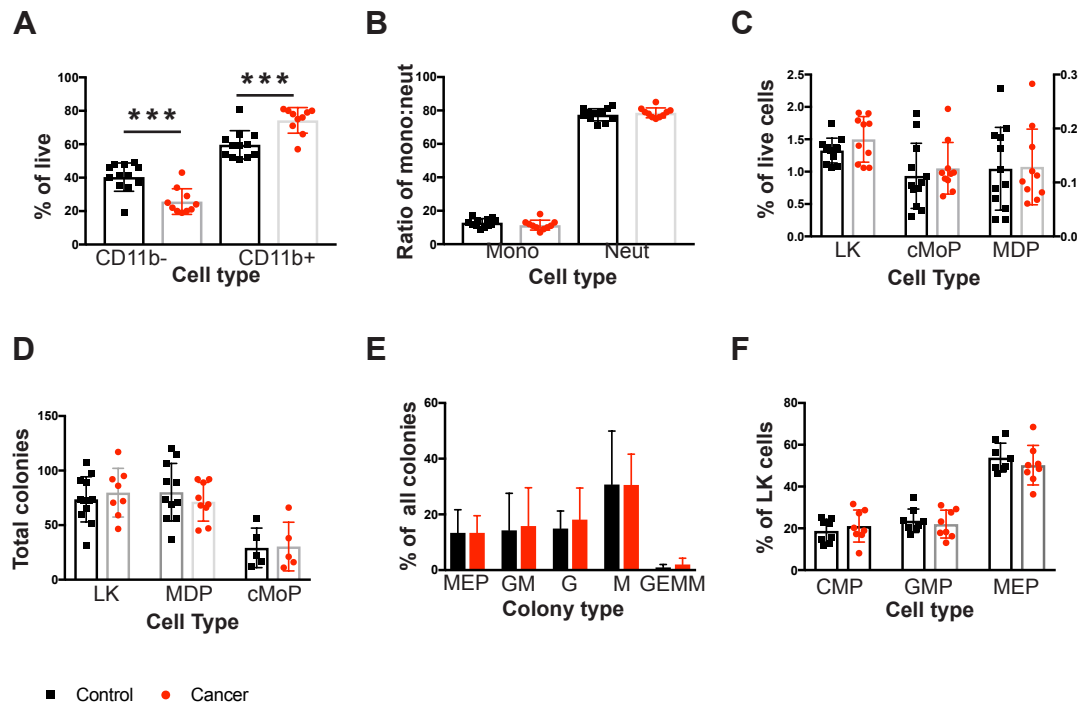 A
B
C
% of live
100
80
60
40
20
0
***
***
CD11b-
CD11b+
Cell type
Ratio of mono:neut
100
80
60
40
20
0
Mono
Neut
Cell type
% of live cells
2.5
2.0
1.5
1.0
0.5
0.0
0.3
0.2
0.1
0.0
LK
cMoP
MDP
Cell Type
D
E
F
Total colonies
150
100
50
0
LK
MDP
cMoP
Cell Type
% of all colonies
60
40
20
0
MEP
GM
G
M
GEMM
Colony type
% of LK cells
80
60
40
20
0
CMP
GMP
MEP
Cell type
Control
Cancer